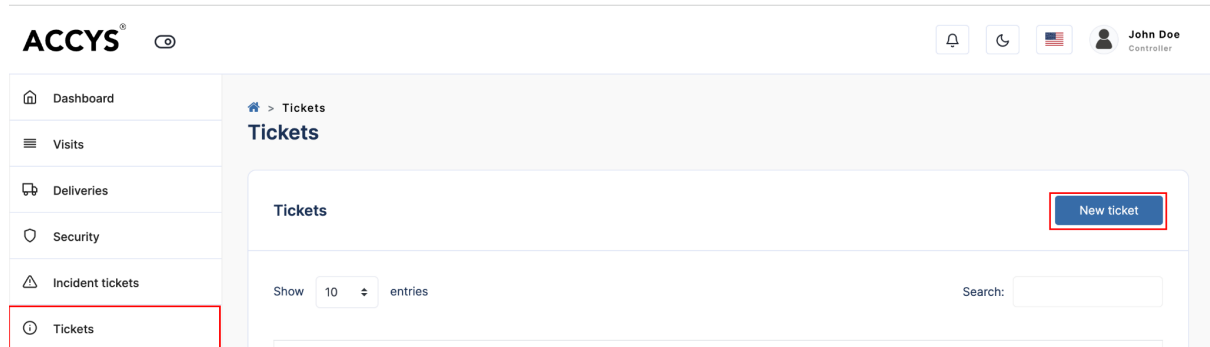 ACCYS®
John Doe
Controller
Dashboard
Visits
Deliveries
Security
Incident tickets
Tickets
> Tickets
Tickets
Tickets
New ticket
Show 10 entries
Search: